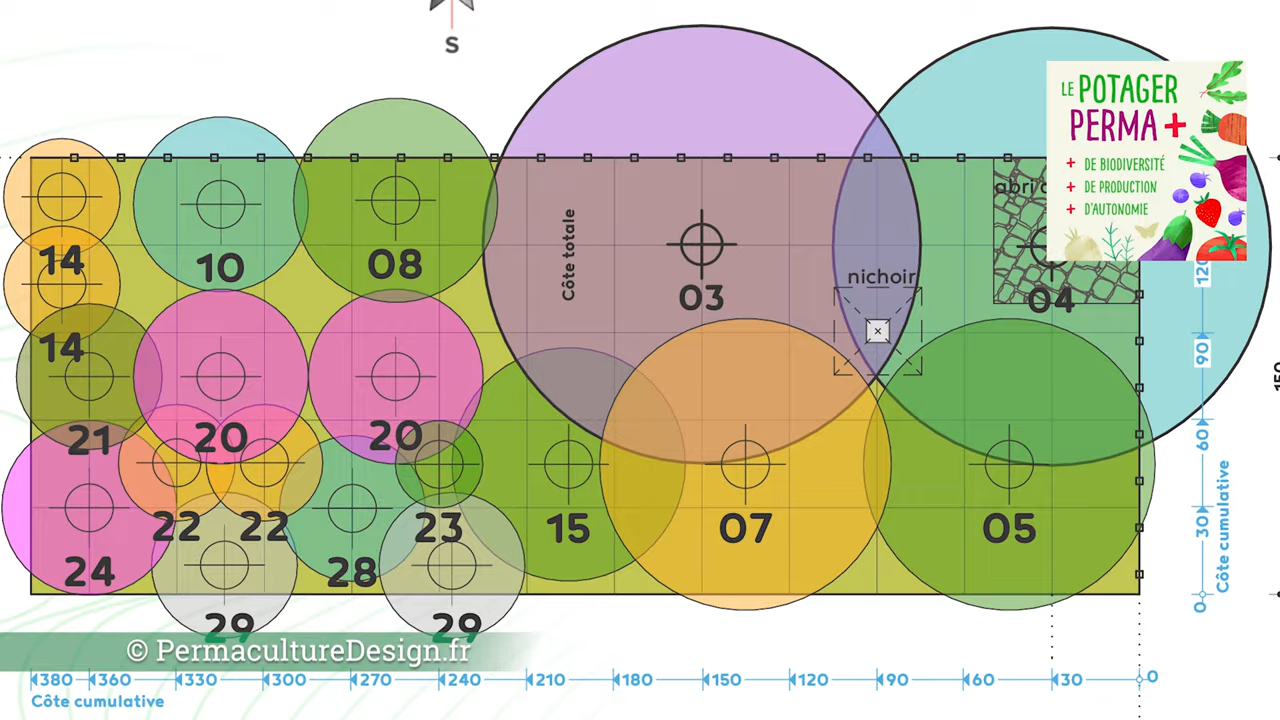 S
LE POTAGER
PERMA +
+ DE BIODIVERSITÉ
+ DE PRODUCTION
+ D'AUTONOMIE
abri
14
10
08
Côte totale
03
nichoir
04
120
14
90
150
21
20
20
60
22
22
23
15
07
05
30
Côte cumulative
24
28
0
29
29
© PermacultureDesign.fr
380 360 330 300 270 240 210 180 150 120 90 60 30 0
Côte cumulative